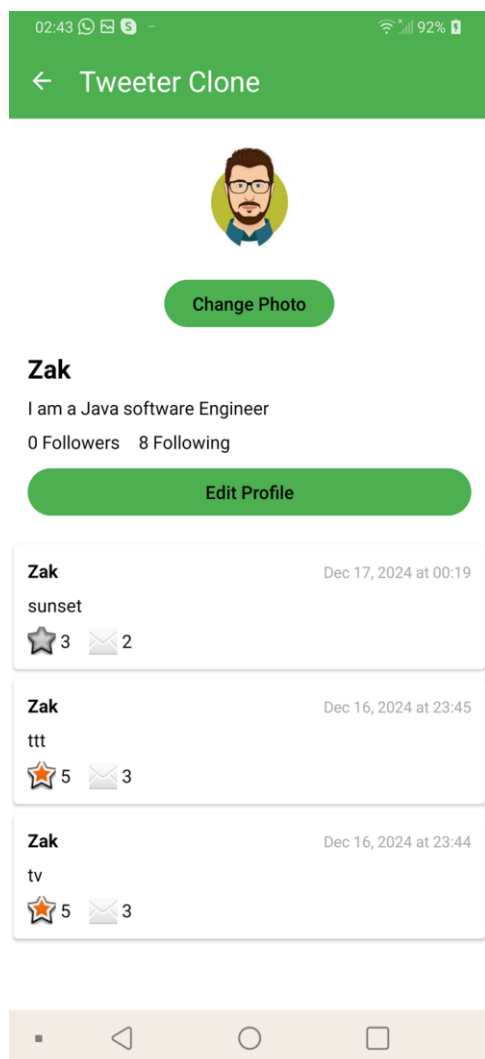 02:43 S 92%
Tweeter Clone
Change Photo
Zak
I am a Java software Engineer
0 Followers 8 Following
Edit Profile
Zak Dec 17, 2024 at 00:19
sunset
3 2
Zak Dec 16, 2024 at 23:45
ttt
5 3
Zak Dec 16, 2024 at 23:44
tv
5 3